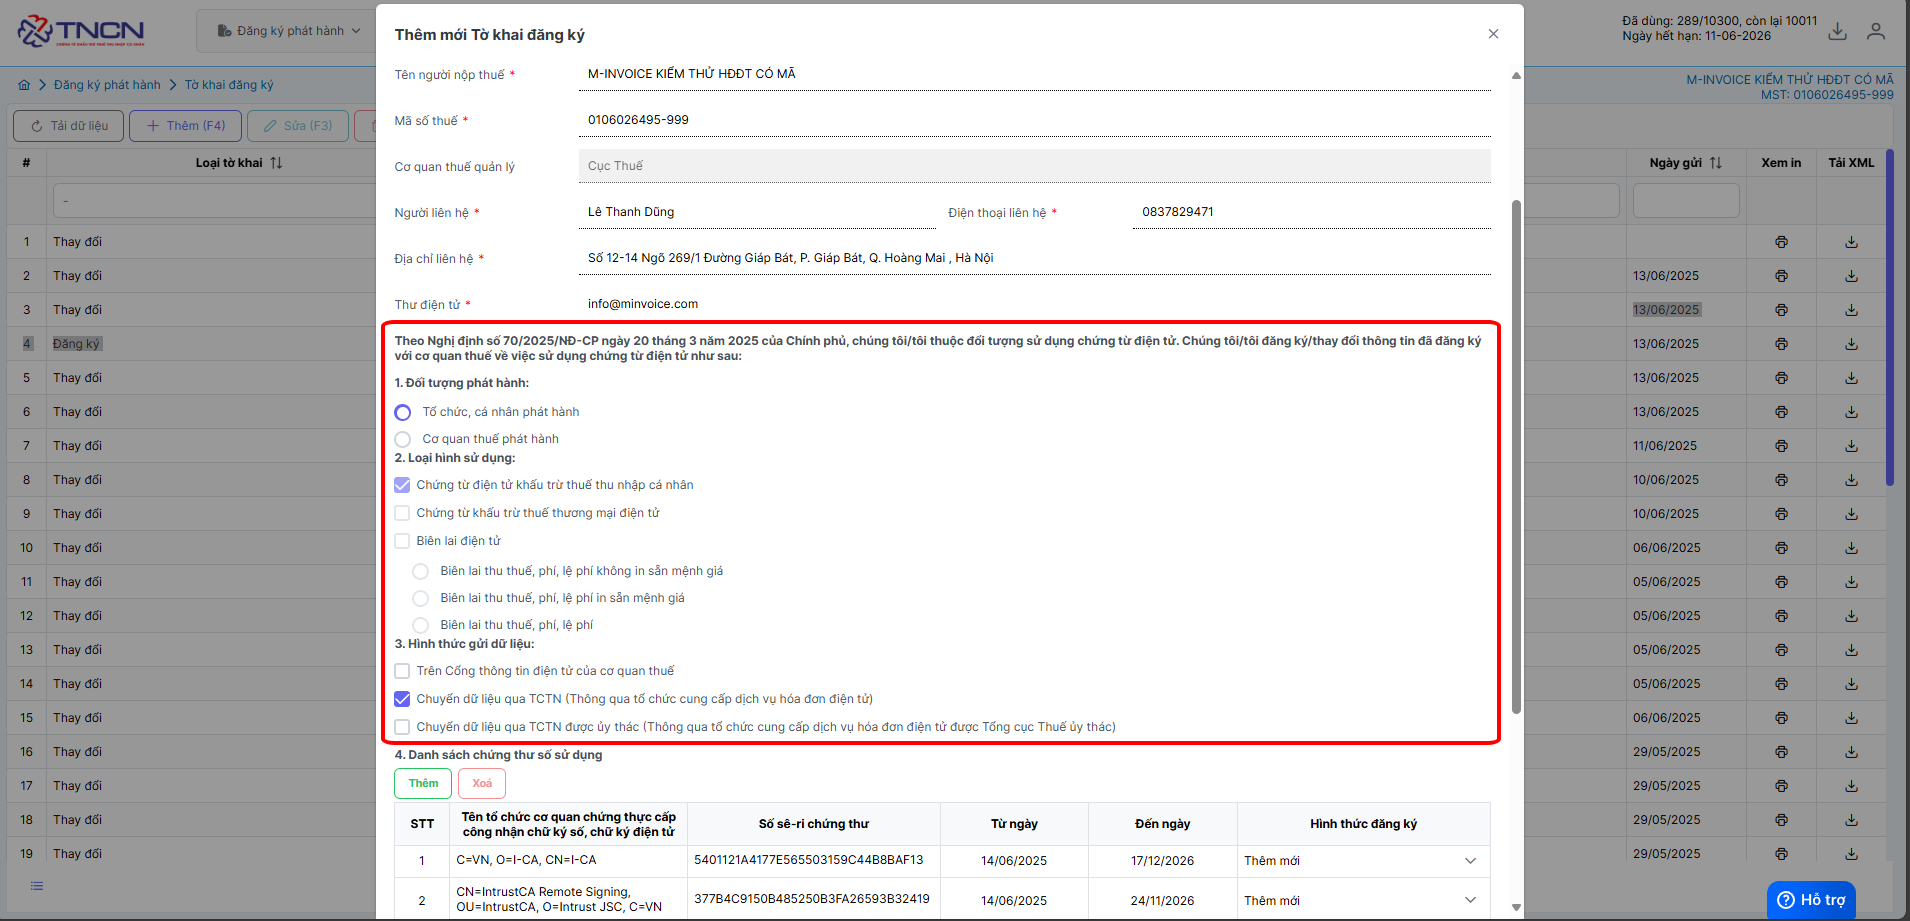 TNCN
Đăng ký phát hành
Đã dùng: 289/10300, còn lại 10011
Ngày hết hạn: 11-06-2026
Đăng ký phát hành
Tờ khai đăng ký
M-INVOICE KIỂM THỬ HĐĐT CÓ MÃ
MST: 0106026495-999
Tải dữ liệu
Thêm (F4)
Sửa (F3)
# Loại tờ khai
Ngày gửi Xem in Tải XML
-
1 Thay đổi
2 Thay đổi 13/06/2025
3 Thay đổi 13/06/2025
4 Đăng ký 13/06/2025
5 Thay đổi 13/06/2025
6 Thay đổi 13/06/2025
7 Thay đổi 11/06/2025
8 Thay đổi 10/06/2025
9 Thay đổi 10/06/2025
10 Thay đổi 06/06/2025
11 Thay đổi 05/06/2025
12 Thay đổi 05/06/2025
13 Thay đổi 05/06/2025
14 Thay đổi 05/06/2025
15 Thay đổi 06/06/2025
16 Thay đổi 29/05/2025
17 Thay đổi 29/05/2025
18 Thay đổi 29/05/2025
19 Thay đổi 29/05/2025
Thêm mới Tờ khai đăng ký
Tên người nộp thuế * M-INVOICE KIỂM THỬ HĐĐT CÓ MÃ
Mã số thuế * 0106026495-999
Cơ quan thuế quản lý Cục Thuế
Người liên hệ * Lê Thanh Dũng Điện thoại liên hệ * 0837829471
Địa chỉ liên hệ * Số 12-14 Ngõ 269/1 Đường Giáp Bát, P. Giáp Bát, Q. Hoàng Mai , Hà Nội
Thư điện tử * info@minvoice.com
Theo Nghị định số 70/2025/NĐ-CP ngày 20 tháng 3 năm 2025 của Chính phủ, chúng tôi/tôi thuộc đối tượng sử dụng chứng từ điện tử. Chúng tôi/tôi đăng ký/thay đổi thông tin đã đăng ký
với cơ quan thuế về việc sử dụng chứng từ điện tử như sau:
1. Đối tượng phát hành:
Tổ chức, cá nhân phát hành
Cơ quan thuế phát hành
2. Loại hình sử dụng:
Chứng từ điện tử khấu trừ thuế thu nhập cá nhân
Chứng từ khấu trừ thuế thương mại điện tử
Biên lai điện tử
Biên lai thu thuế, phí, lệ phí không in sẵn mệnh giá
Biên lai thu thuế, phí, lệ phí in sẵn mệnh giá
Biên lai thu thuế, phí, lệ phí
3. Hình thức gửi dữ liệu:
Trên Cổng thông tin điện tử của cơ quan thuế
Chuyển dữ liệu qua TCTN (Thông qua tổ chức cung cấp dịch vụ hóa đơn điện tử)
Chuyển dữ liệu qua TCTN được ủy thác (Thông qua tổ chức cung cấp dịch vụ hóa đơn điện tử được Tổng cục Thuế ủy thác)
4. Danh sách chứng thư số sử dụng
Thêm
Xoá
STT Tên tổ chức cơ quan chứng thực cấp Số sê-ri chứng thư Từ ngày Đến ngày Hình thức đăng ký
công nhận chữ ký số, chữ ký điện tử
1 C=VN, O=I-CA, CN=I-CA 5401121A4177E565503159C44B8BAF13 14/06/2025 17/12/2026 Thêm mới
2 CN=IntrustCA Remote Signing, 377B4C9150B485250B3FA26593B32419 14/06/2025 24/11/2026 Thêm mới
OU=IntrustCA, O=Intrust JSC, C=VN
Hỗ trợ